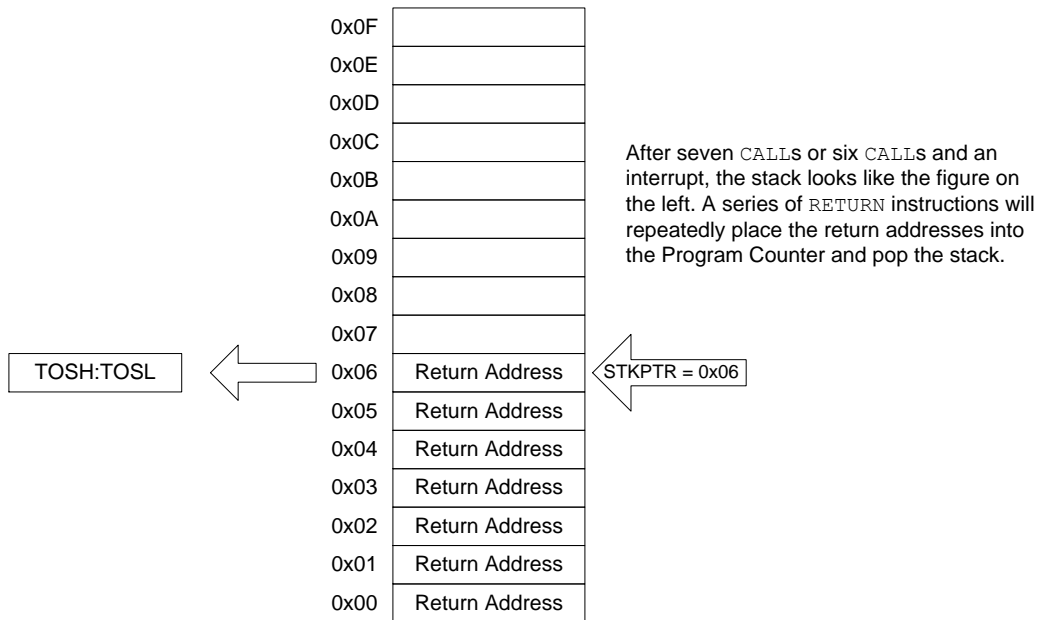 0x0F
0x0E
0x0D
0x0C
0x0B
0x0A
0x09
0x08
0x07
After seven CALLs or six CALLs and an
interrupt, the stack looks like the figure on
the left. A series of RETURN instructions will
repeatedly place the return addresses into
the Program Counter and pop the stack.
TOSH:TOSL
0x06 Return Address
STKPTR = 0x06
0x05 Return Address
0x04 Return Address
0x03 Return Address
0x02 Return Address
0x01 Return Address
0x00 Return Address